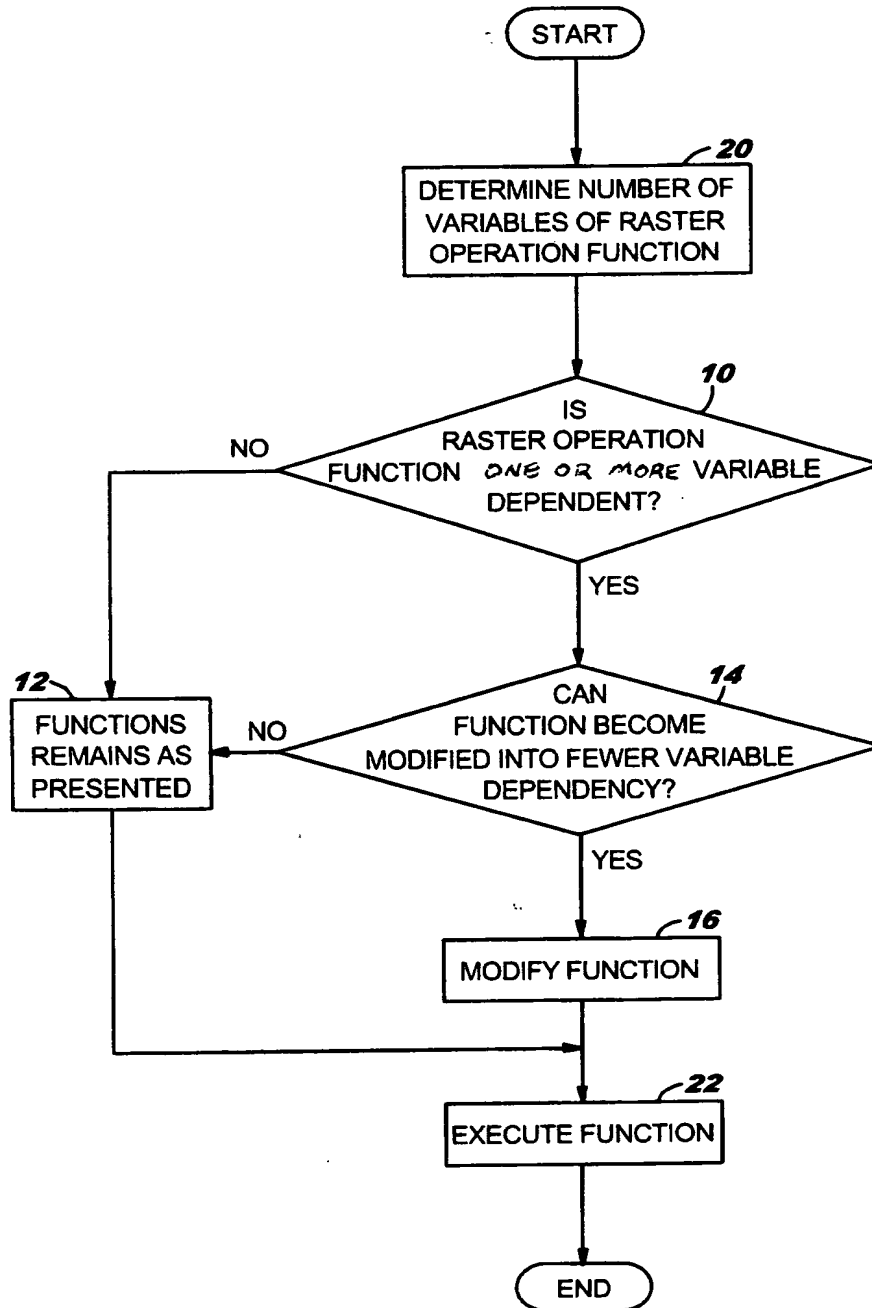 START
20
DETERMINE NUMBER OF
VARIABLES OF RASTER
OPERATION FUNCTION
10
IS
RASTER OPERATION
FUNCTION ONE OR MORE VARIABLE
DEPENDENT?
NO
YES
14
CAN
FUNCTION BECOME
MODIFIED INTO FEWER VARIABLE
DEPENDENCY?
NO
12
FUNCTIONS
REMAINS AS
PRESENTED
YES
16
MODIFY FUNCTION
22
EXECUTE FUNCTION
END